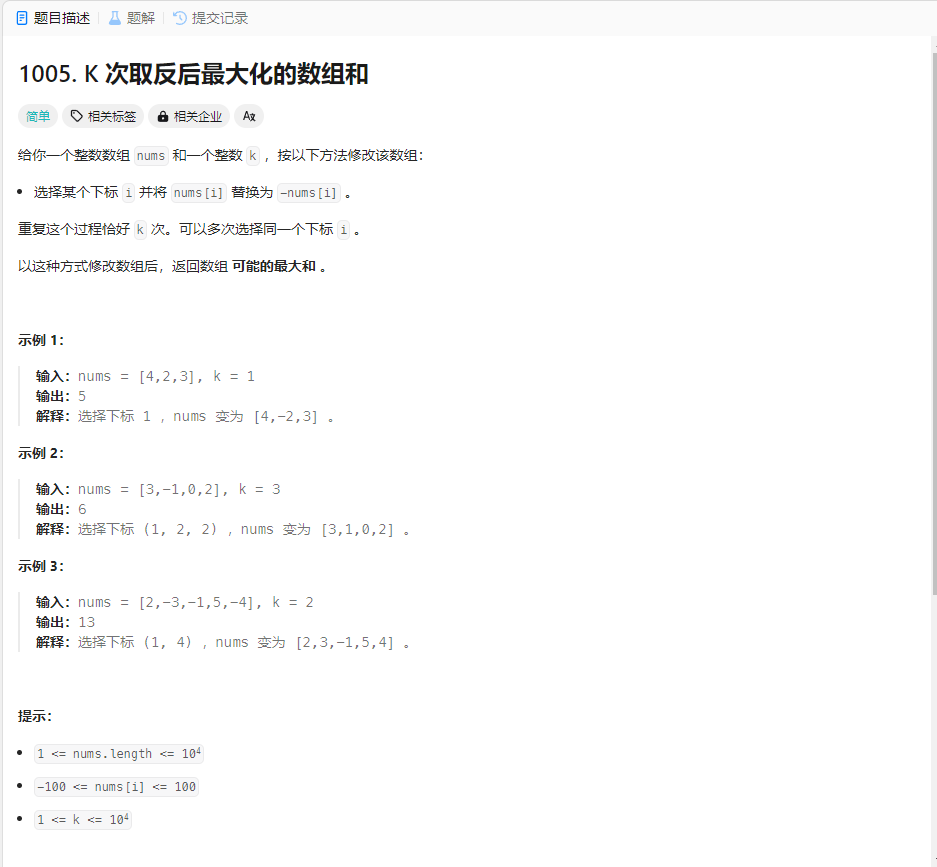 题目描述 题解 提交记录
1005. K 次取反后最大化的数组和
简单 相关标签 相关企业 Aあ
给你一个整数数组 nums 和一个整数 k ，按以下方法修改该数组：
• 选择某个下标 i 并将 nums[i] 替换为 -nums[i] 。
重复这个过程恰好 k 次。可以多次选择同一个下标 i 。
以这种方式修改数组后，返回数组 可能的最大和 。
示例 1：
输入：nums = [4,2,3], k = 1
输出：5
解释：选择下标 1 ，nums 变为 [4,-2,3] 。
示例 2：
输入：nums = [3,-1,0,2], k = 3
输出：6
解释：选择下标 (1, 2, 2) ，nums 变为 [3,1,0,2] 。
示例 3：
输入：nums = [2,-3,-1,5,-4], k = 2
输出：13
解释：选择下标 (1, 4) ，nums 变为 [2,3,-1,5,4] 。
提示：
• 1 <= nums.length <= 10⁴
• -100 <= nums[i] <= 100
• 1 <= k <= 10⁴